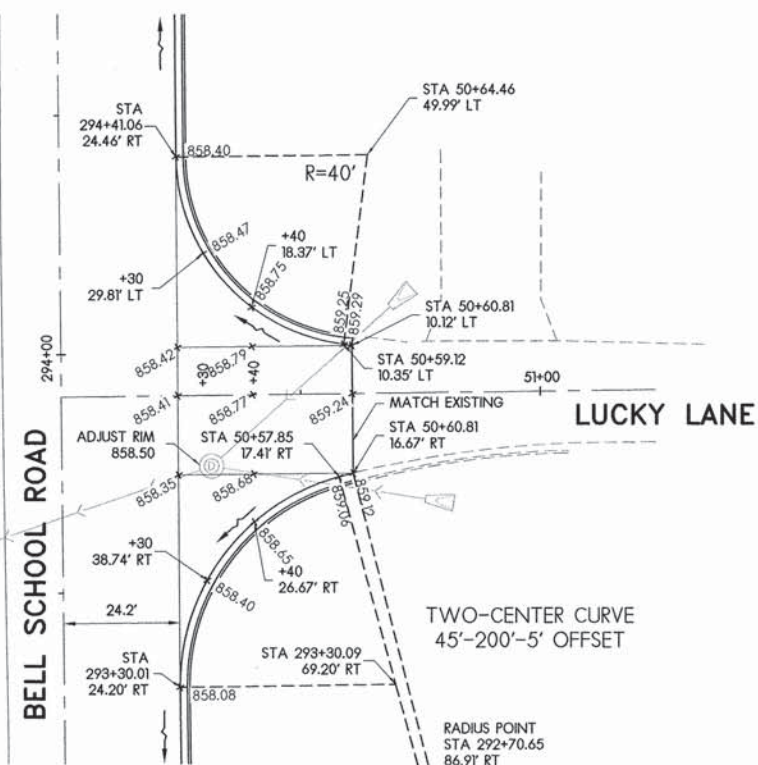 STA
294+41.06
24.46' RT
858.40
STA 50+64.46
49.99' LT
R=40'
858.47
+40
18.37' LT
858.75
+30
29.81' LT
859.25
859.29
STA 50+60.81
10.12' LT
294+00
858.42
+30
858.79
+40
STA 50+59.12
10.35' LT
51+00
858.41
858.77
859.24
MATCH EXISTING
LUCKY LANE
ADJUST RIM
858.50
STA 50+57.85
17.41' RT
STA 50+60.81
16.67' RT
858.35
858.68
859.06
859.12
BELL SCHOOL ROAD
+30
38.74' RT
858.65
858.40
+40
26.67' RT
24.2'
TWO-CENTER CURVE
45'-200'-5' OFFSET
STA
293+30.01
24.20' RT
858.08
STA 293+30.09
69.20' RT
RADIUS POINT
STA 292+70.65
86.91' RT